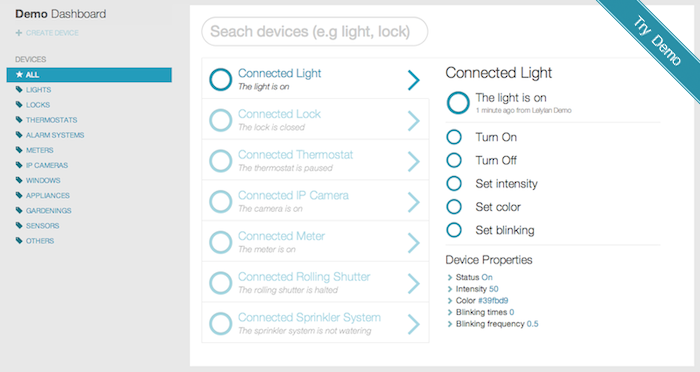 Demo Dashboard
CREATE DEVICE
DEVICES
ALL
LIGHTS
LOCKS
THERMOSTATS
ALARM SYSTEMS
METERS
IP CAMERAS
WINDOWS
APPLIANCES
GARDENINGS
SENSORS
OTHERS
Seach devices (e.g light, lock)
Connected Light
The light is on
Connected Lock
The lock is closed
Connected Thermostat
The thermostat is paused
Connected IP Camera
The camera is on
Connected Meter
The meter is on
Connected Rolling Shutter
The rolling shutter is halted
Connected Sprinkler System
The sprinkler system is not watering
Connected Light
The light is on
1 minute ago from Lelylan Demo
Turn On
Turn Off
Set intensity
Set color
Set blinking
Device Properties
Status On
Intensity 50
Color #39fbd9
Blinking times 0
Blinking frequency 0.5
Try Demo